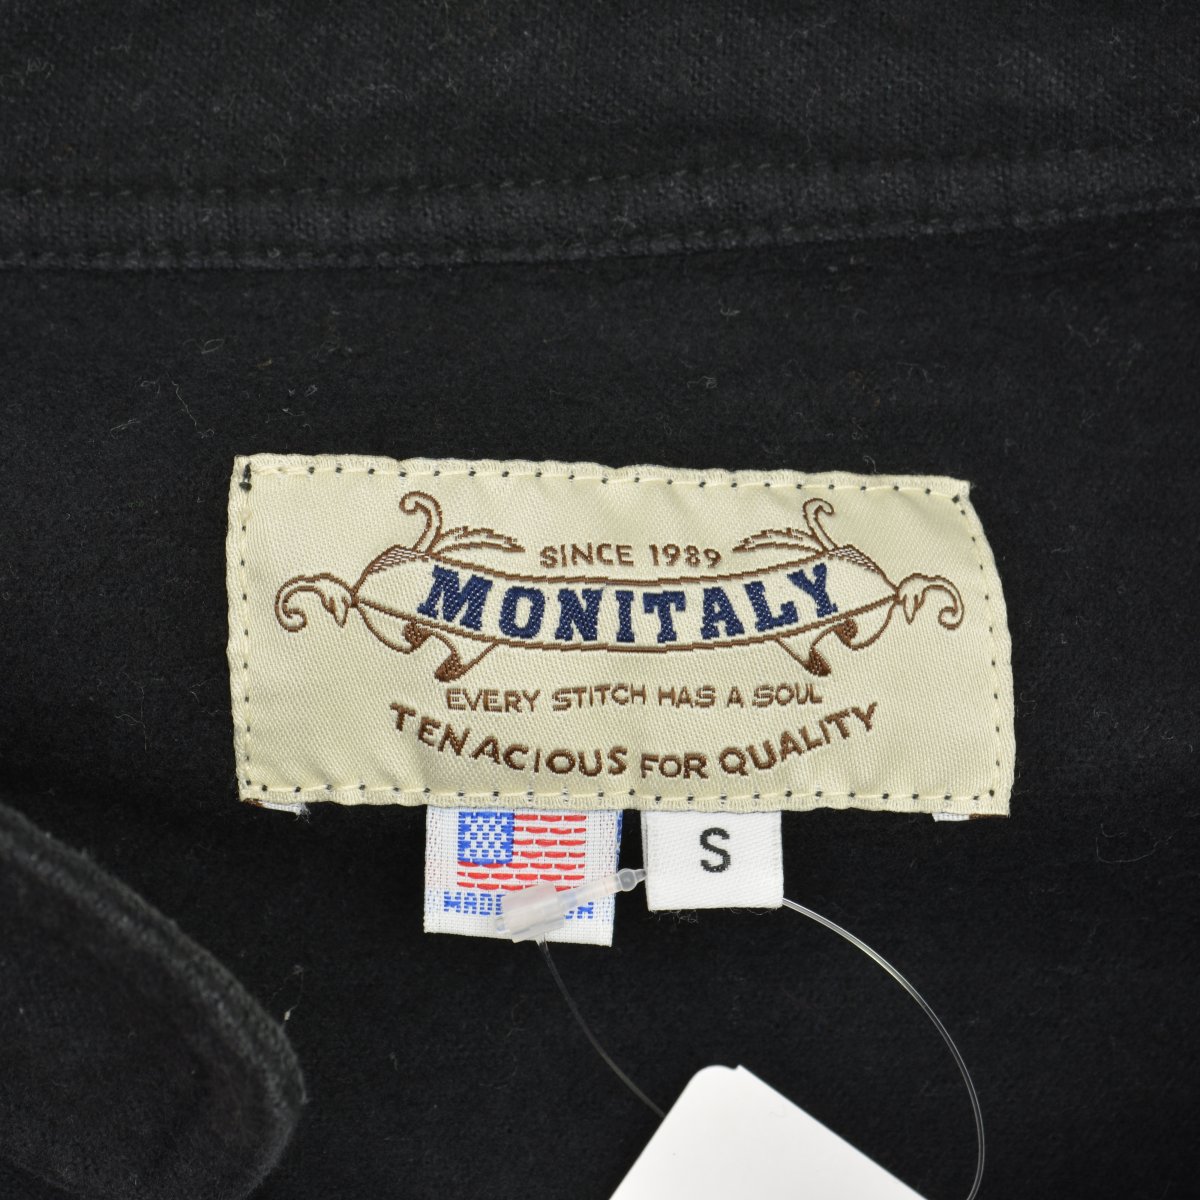 SINCE 1989
MONITALY
EVERY STITCH HAS A SOUL
TENACIOUS FOR QUALITY
S